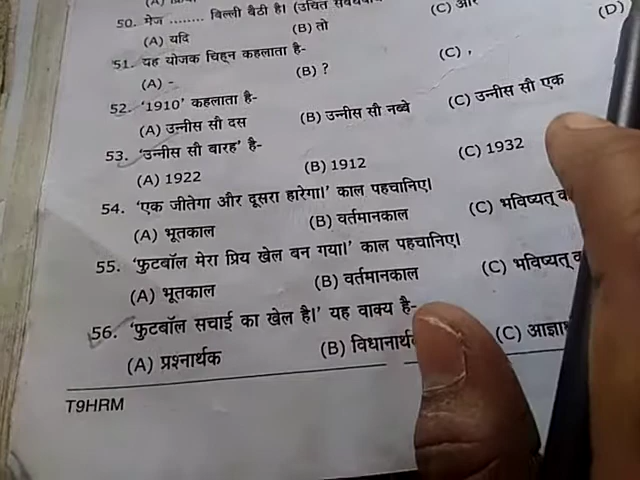 50. मेज ........ बिल्ली बैठी है। (उचित
(A) यदि (B) तो (C) और (D)
51. यह योजक चिह्न कहलाता है-
(A) - (B) ? (C) ,
52. '1910' कहलाता है-
(A) उन्नीस सी दस (B) उन्नीस सी नब्बे (C) उन्नीस सी एक
53. 'उन्नीस सी बारह' है-
(A) 1922 (B) 1912 (C) 1932
54. 'एक जीतेगा और दूसरा हारेगा।' काल पहचानिए।
(A) भूतकाल (B) वर्तमानकाल (C) भविष्यत्
55. 'फुटबॉल मेरा प्रिय खेल बन गया।' काल पहचानिए।
(A) भूतकाल (B) वर्तमानकाल (C) भविष्यत्
56. 'फुटबॉल सचाई का खेल है।' यह वाक्य है-
(A) प्रश्नार्थक (B) विधानार्थ (C)
T9HRM